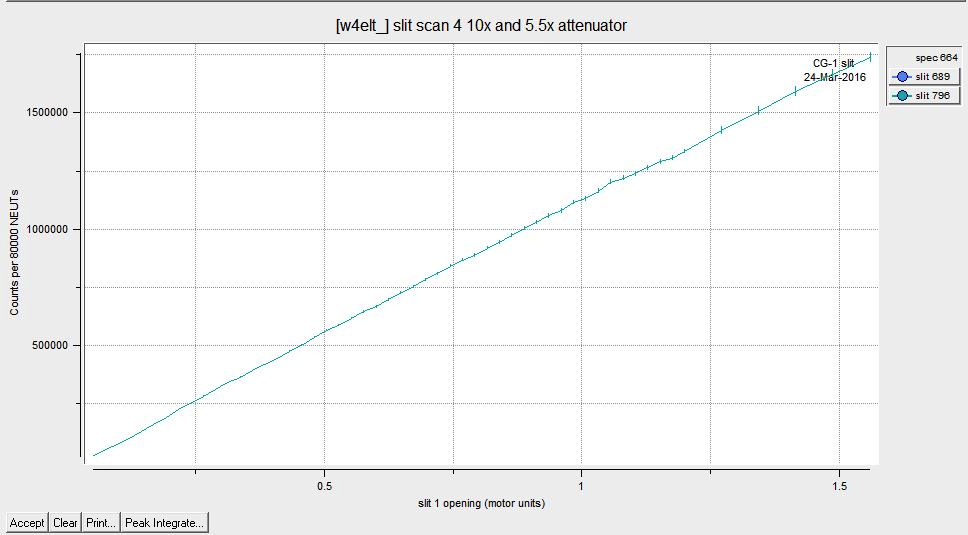 [w4elt_] slit scan 4 10x and 5.5x attenuator
CG-1 slit
24-Mar-2016
spec 664
slit 689
slit 796
1500000
1000000
500000
Counts per 80000 NEUTs
0.5
1
1.5
slit 1 opening (motor units)
Accept
Clear
Print...
Peak Integrate...